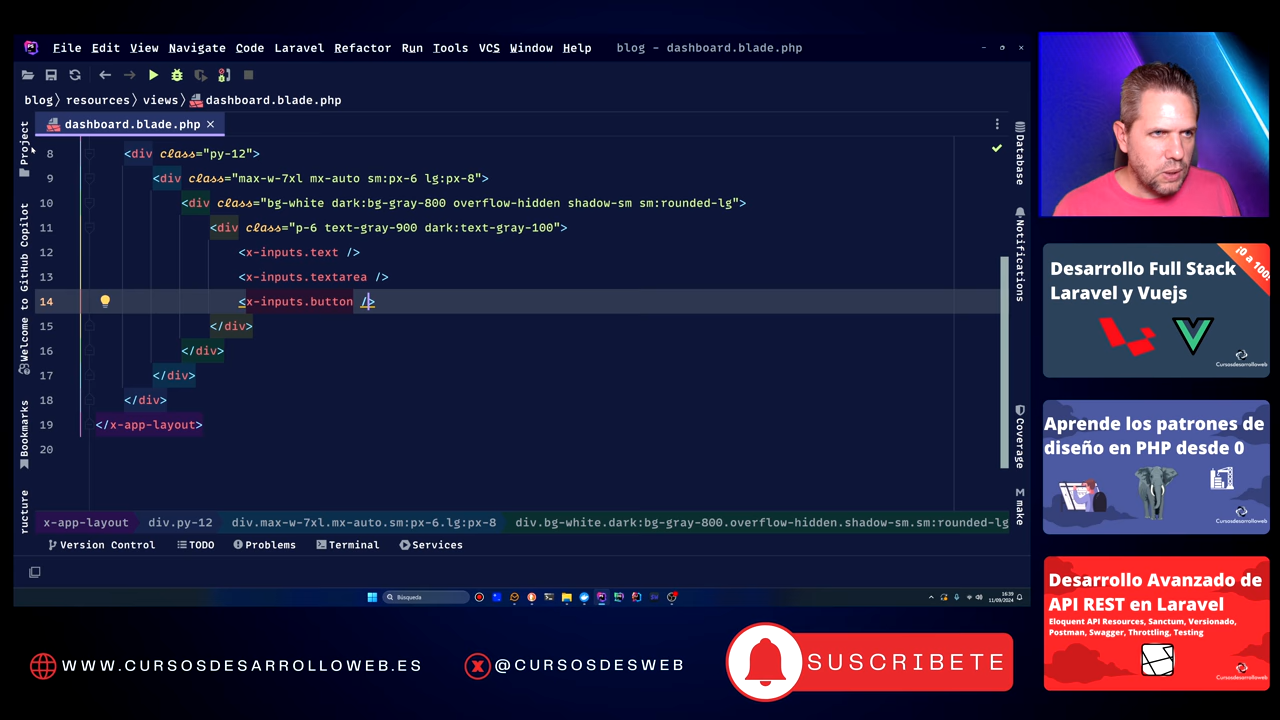 File Edit View Navigate Code Laravel Refactor Run Tools VCS Window Help blog - dashboard.blade.php
blog resources views dashboard.blade.php
dashboard.blade.php
Project
Welcome to GitHub Copilot
Bookmarks
ructure
8 <div class="py-12">
9 <div class="max-w-7xl mx-auto sm:px-6 lg:px-8">
10 <div class="bg-white dark:bg-gray-800 overflow-hidden shadow-sm sm:rounded-lg">
11 <div class="p-6 text-gray-900 dark:text-gray-100">
12 <x-inputs.text />
13 <x-inputs.textarea />
14 <x-inputs.button />
15 </div>
16 </div>
17 </div>
18 </div>
19 </x-app-layout>
20
Database
Notifications
Coverage
make
x-app-layout div.py-12 div.max-w-7xl.mx-auto.sm:px-6.lg:px-8 div.bg-white.dark:bg-gray-800.overflow-hidden.shadow-sm.sm:rounded-lg
Version Control TODO Problems Terminal Services
Búsqueda
16:39
11/09/2024
¡0 a 100!
Desarrollo Full Stack
Laravel y Vuejs
Cursosdesarrolloweb
Aprende los patrones de
diseño en PHP desde 0
Cursosdesarrolloweb
Desarrollo Avanzado de
API REST en Laravel
Eloquent API Resources, Sanctum, Versionado,
Postman, Swagger, Throttling, Testing
Cursosdesarrolloweb
WWW.CURSOSDESARROLLOWEB.ES
X @CURSOSDESWEB
SUSCRIBETE